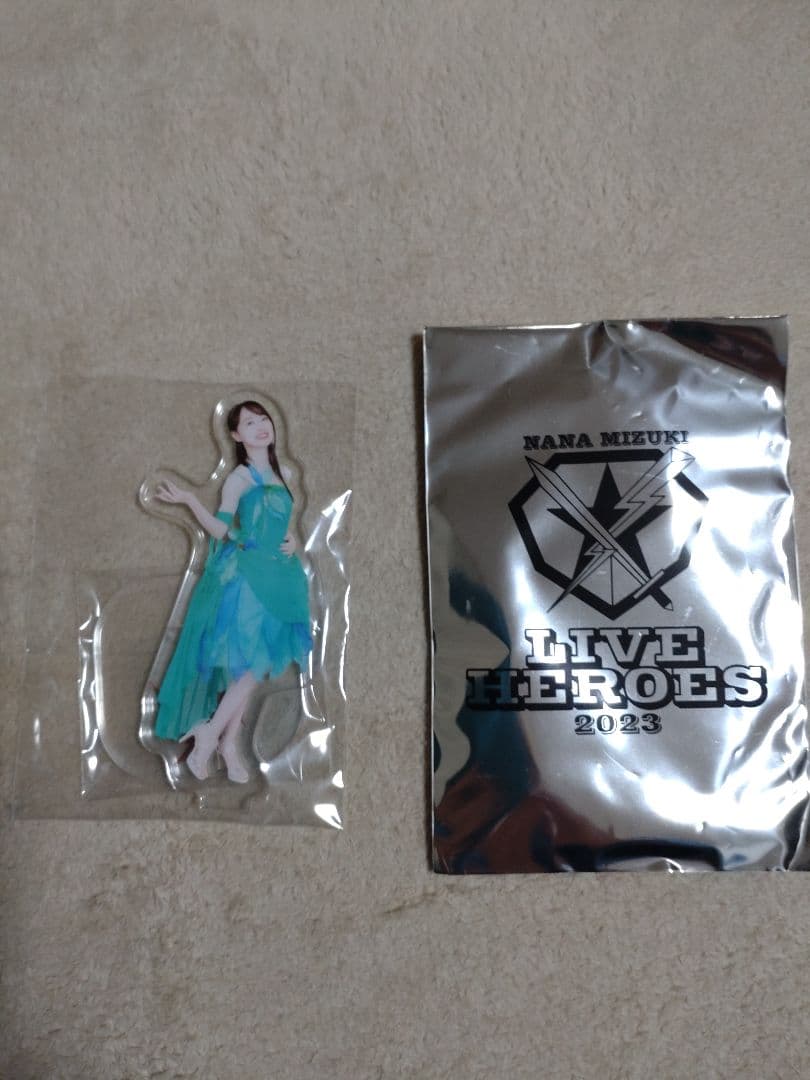 NANA MIZUKI
LIVE
HEROES
2023